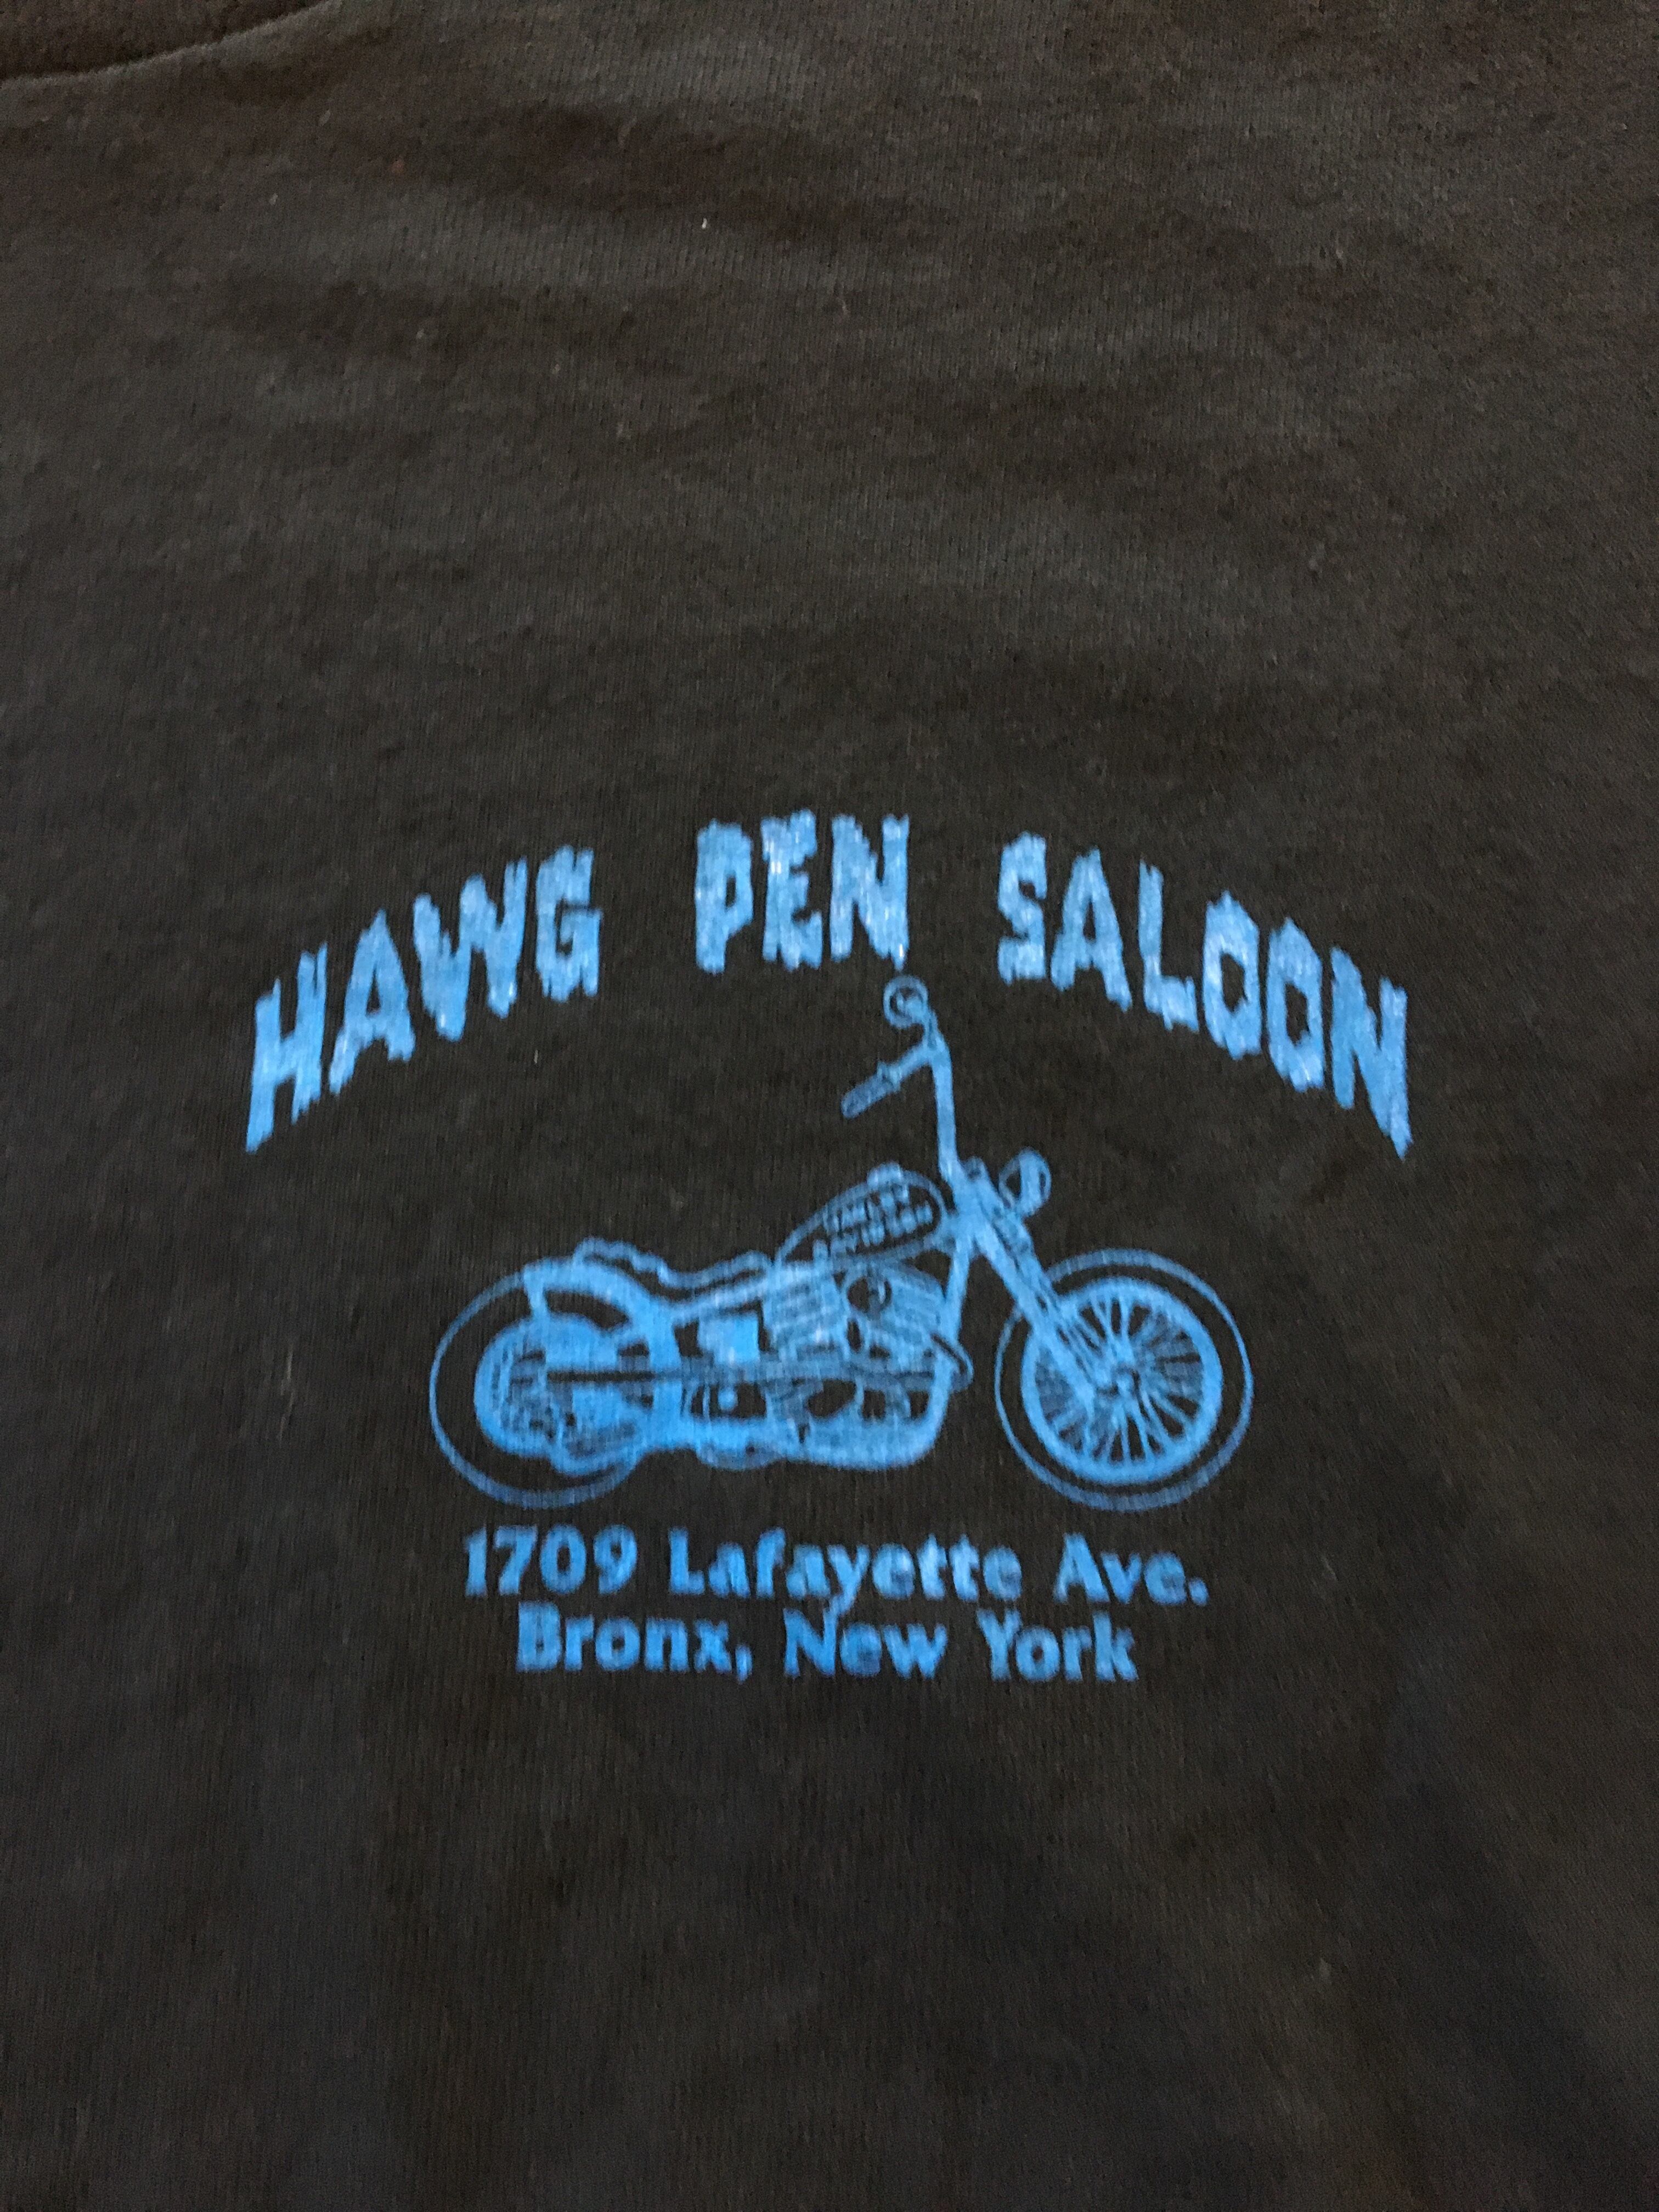 HAWG PEN SALOON
1709 Lafayette Ave.
Bronx, New York